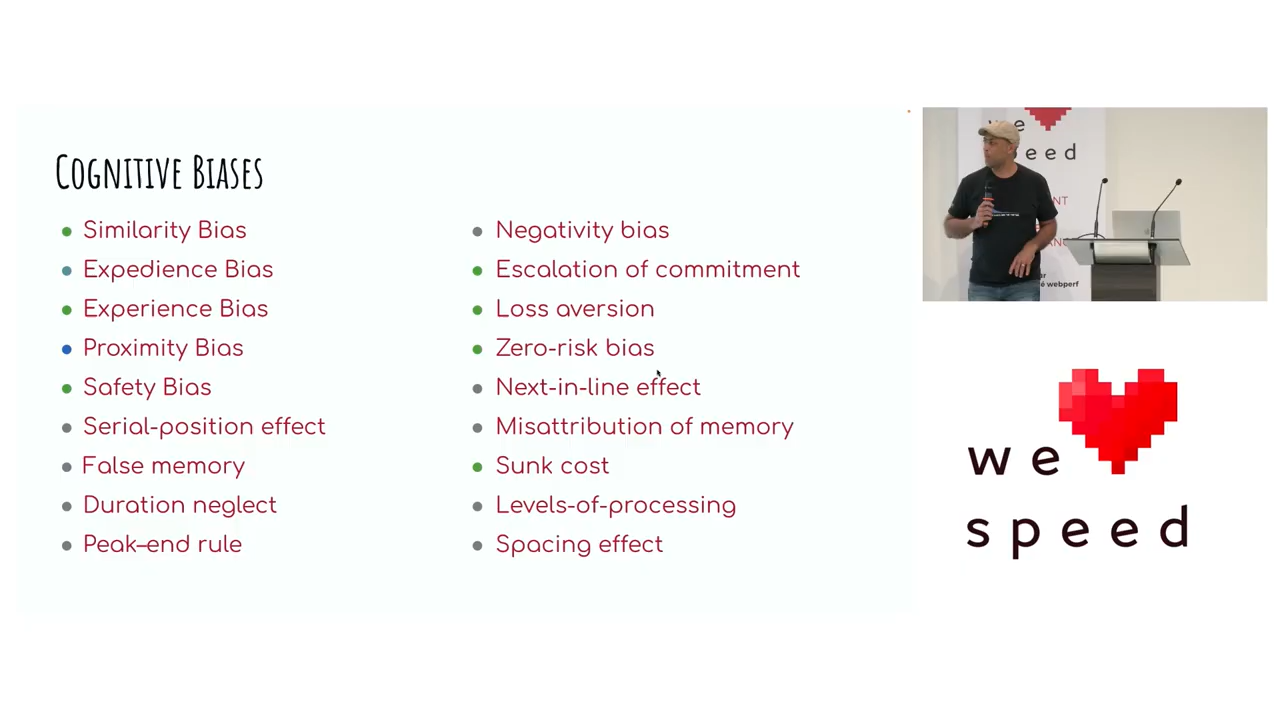 Cognitive Biases
Similarity Bias
Expedience Bias
Experience Bias
Proximity Bias
Safety Bias
Serial-position effect
False memory
Duration neglect
Peak–end rule
Negativity bias
Escalation of commitment
Loss aversion
Zero-risk bias
Next-in-line effect
Misattribution of memory
Sunk cost
Levels-of-processing
Spacing effect
we
speed
é webperf